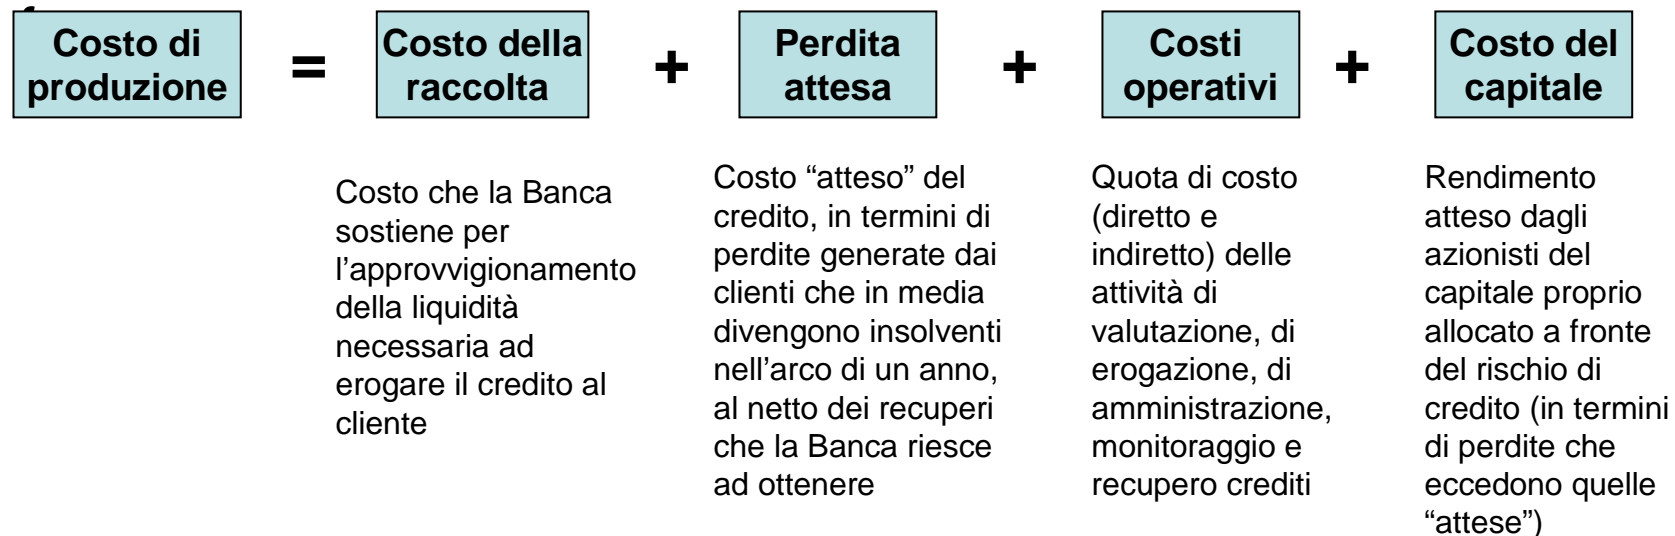 Costo di
produzione
=
Costo della
raccolta
+
Perdita
attesa
+
Costi
operativi
+
Costo del
capitale
Costo che la Banca
sostiene per
l’approvvigionamento
della liquidità
necessaria ad
erogare il credito al
cliente
Costo “atteso” del
credito, in termini di
perdite generate dai
clienti che in media
divengono insolventi
nell’arco di un anno,
al netto dei recuperi
che la Banca riesce
ad ottenere
Quota di costo
(diretto e
indiretto) delle
attività di
valutazione, di
erogazione, di
amministrazione,
monitoraggio e
recupero crediti
Rendimento
atteso dagli
azionisti del
capitale proprio
allocato a fronte
del rischio di
credito (in termini
di perdite che
eccedono quelle
“attese”)